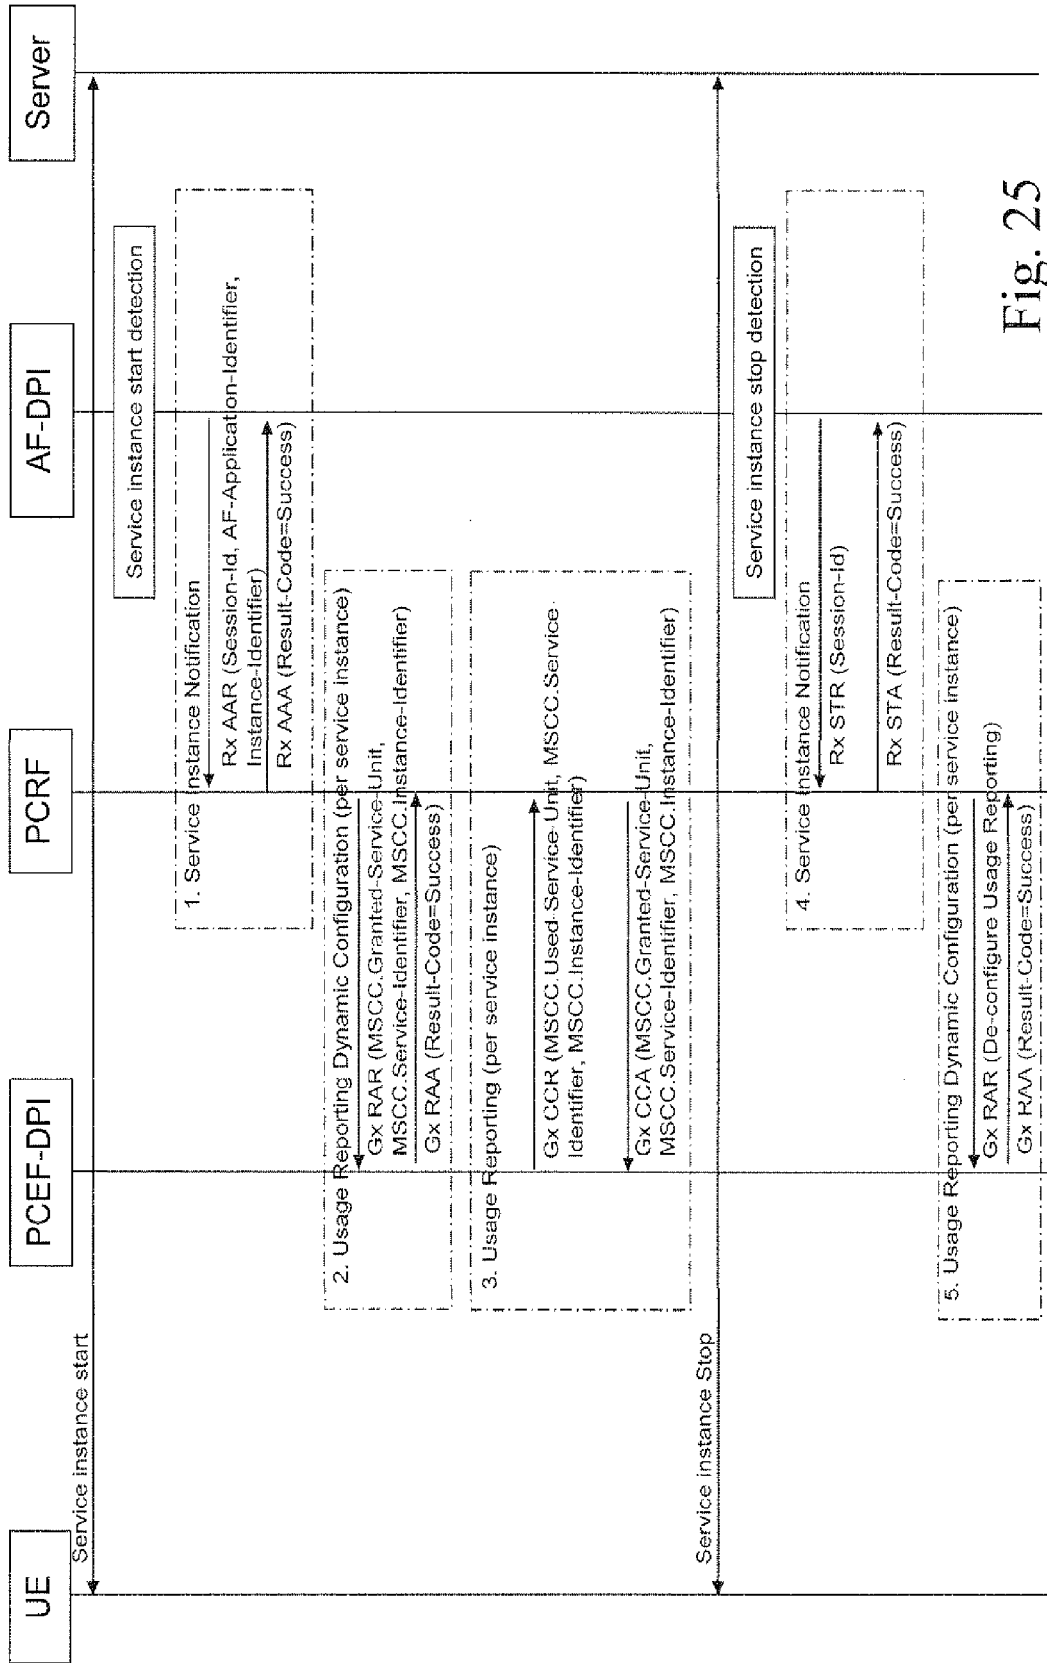 UE
PCEF-DPI
PCRF
AF-DPI
Server
Service instance start
Service instance start detection
1. Service Instance Notification
Rx AAR (Session-Id, AF-Application-Identifier,
Instance-Identifier)
Rx AAA (Result-Code=Success)
2. Usage Reporting Dynamic Configuration (per service instance)
Gx RAR (MSCC.Granted-Service-Unit,
MSCC.Service-Identifier, MSCC.Instance-Identifier)
Gx RAA (Result-Code=Success)
3. Usage Reporting (per service instance)
Gx CCR (MSCC.Used-Service-Unit, MSCC.Service
Identifier, MSCC.Instance-Identifier)
Gx CCA (MSCC.Granted-Service-Unit,
MSCC.Service-Identifier, MSCC.Instance-Identifier)
Service instance Stop
Service instance stop detection
4. Service Instance Notification
Rx STR (Session-Id)
Rx STA (Result-Code=Success)
5. Usage Reporting Dynamic Configuration (per service instance)
Gx RAR (De-configure Usage Reporting)
Gx RAA (Result-Code=Success)
Fig. 25